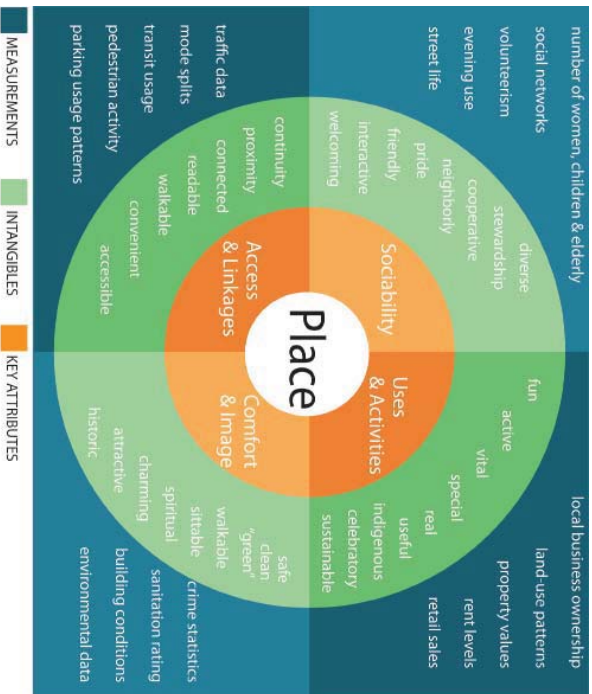 number of women, children & elderly
social networks
volunteerism
evening use
street life
local business ownership
land-use patterns
property values
rent levels
retail sales
diverse
stewardship
cooperative
neighborly
pride
friendly
interactive
welcoming
fun
active
vital
special
real
useful
indigenous
celebratory
sustainable
Sociability
Uses
& Activities
Place
Access
& Linkages
Comfort
& Image
continuity
proximity
connected
readable
walkable
convenient
accessible
safe
clean
"green"
walkable
sittable
spiritual
charming
attractive
historic
traffic data
mode splits
transit usage
pedestrian activity
parking usage patterns
crime statistics
sanitation rating
building conditions
environmental data
MEASUREMENTS
INTANGIBLES
KEY ATTRIBUTES